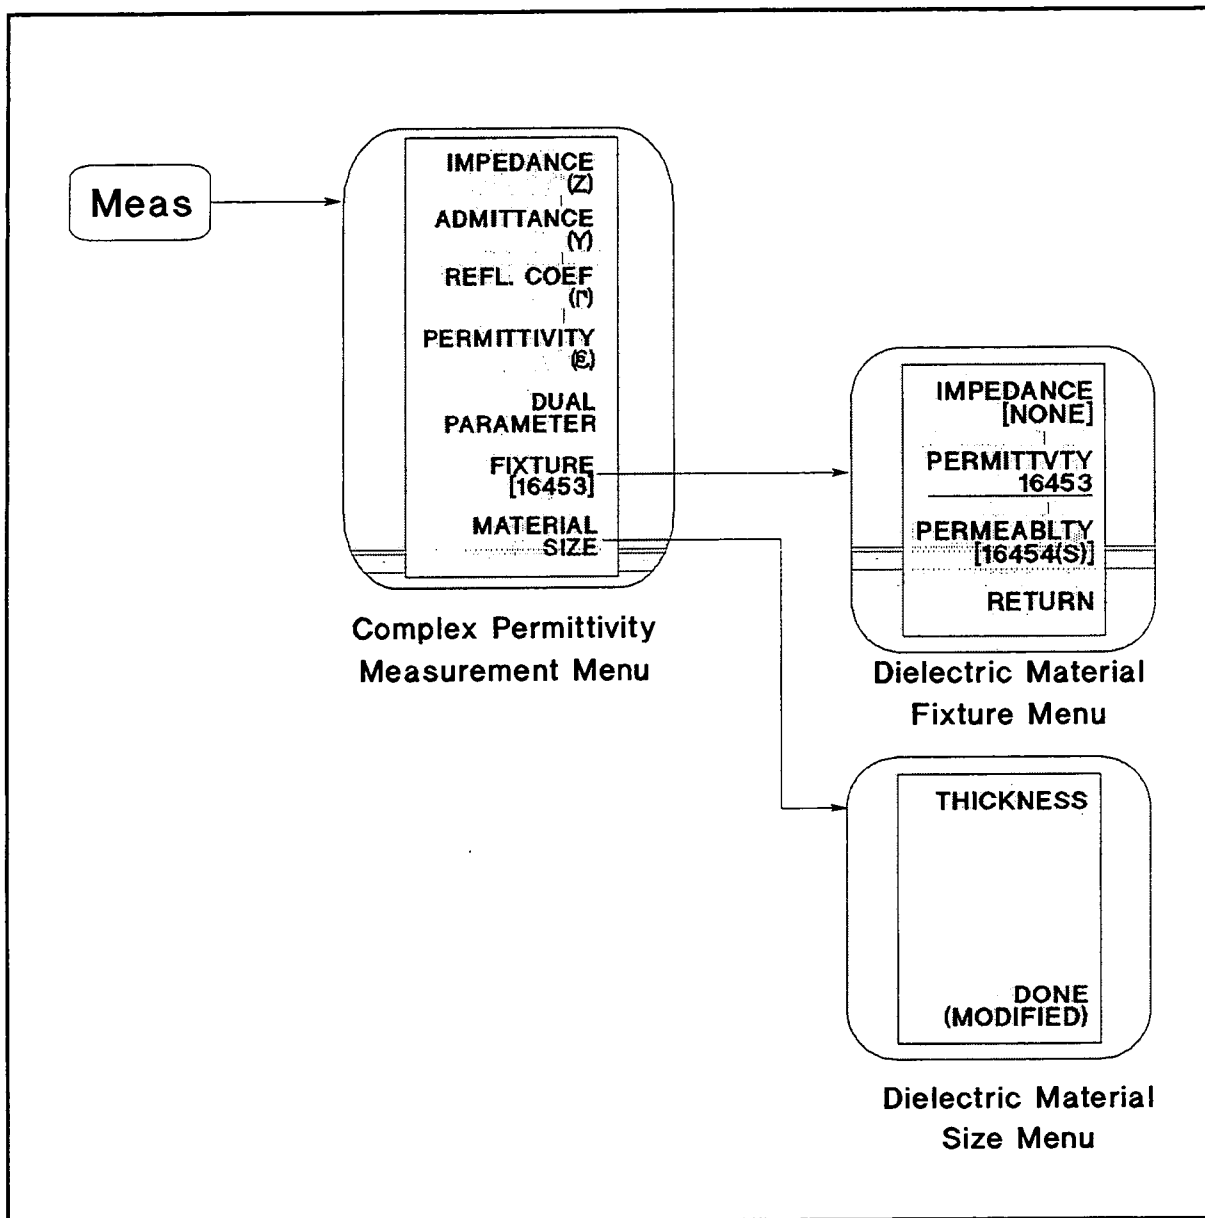 Meas
IMPEDANCE
(Z)
ADMITTANCE
(Y)
REFL. COEF
(Γ)
PERMITTIVITY
(ε)
DUAL
PARAMETER
FIXTURE
[16453]
MATERIAL
SIZE
Complex Permittivity
Measurement Menu
IMPEDANCE
[NONE]
PERMITTVTY
16453
PERMEABLTY
[16454(S)]
RETURN
Dielectric Material
Fixture Menu
THICKNESS
DONE
(MODIFIED)
Dielectric Material
Size Menu